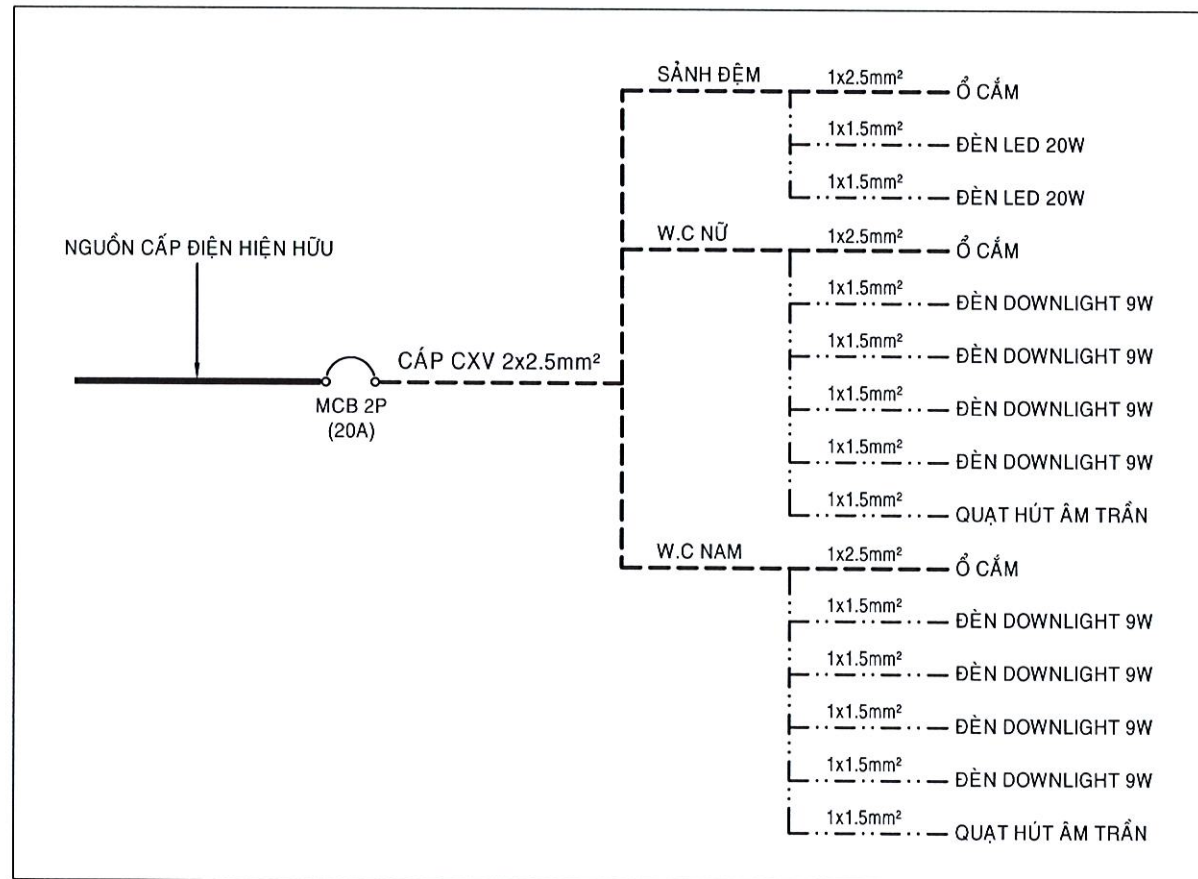 NGUỒN CẤP ĐIỆN HIỆN HỮU
MCB 2P
(20A)
CÁP CXV 2x2.5mm²
SẢNH ĐỆM
1x2.5mm²
Ổ CẮM
1x1.5mm²
ĐÈN LED 20W
1x1.5mm²
ĐÈN LED 20W
W.C NỮ
1x2.5mm²
Ổ CẮM
1x1.5mm²
ĐÈN DOWNLIGHT 9W
1x1.5mm²
ĐÈN DOWNLIGHT 9W
1x1.5mm²
ĐÈN DOWNLIGHT 9W
1x1.5mm²
ĐÈN DOWNLIGHT 9W
1x1.5mm²
QUẠT HÚT ÂM TRẦN
W.C NAM
1x2.5mm²
Ổ CẮM
1x1.5mm²
ĐÈN DOWNLIGHT 9W
1x1.5mm²
ĐÈN DOWNLIGHT 9W
1x1.5mm²
ĐÈN DOWNLIGHT 9W
1x1.5mm²
ĐÈN DOWNLIGHT 9W
1x1.5mm²
QUẠT HÚT ÂM TRẦN